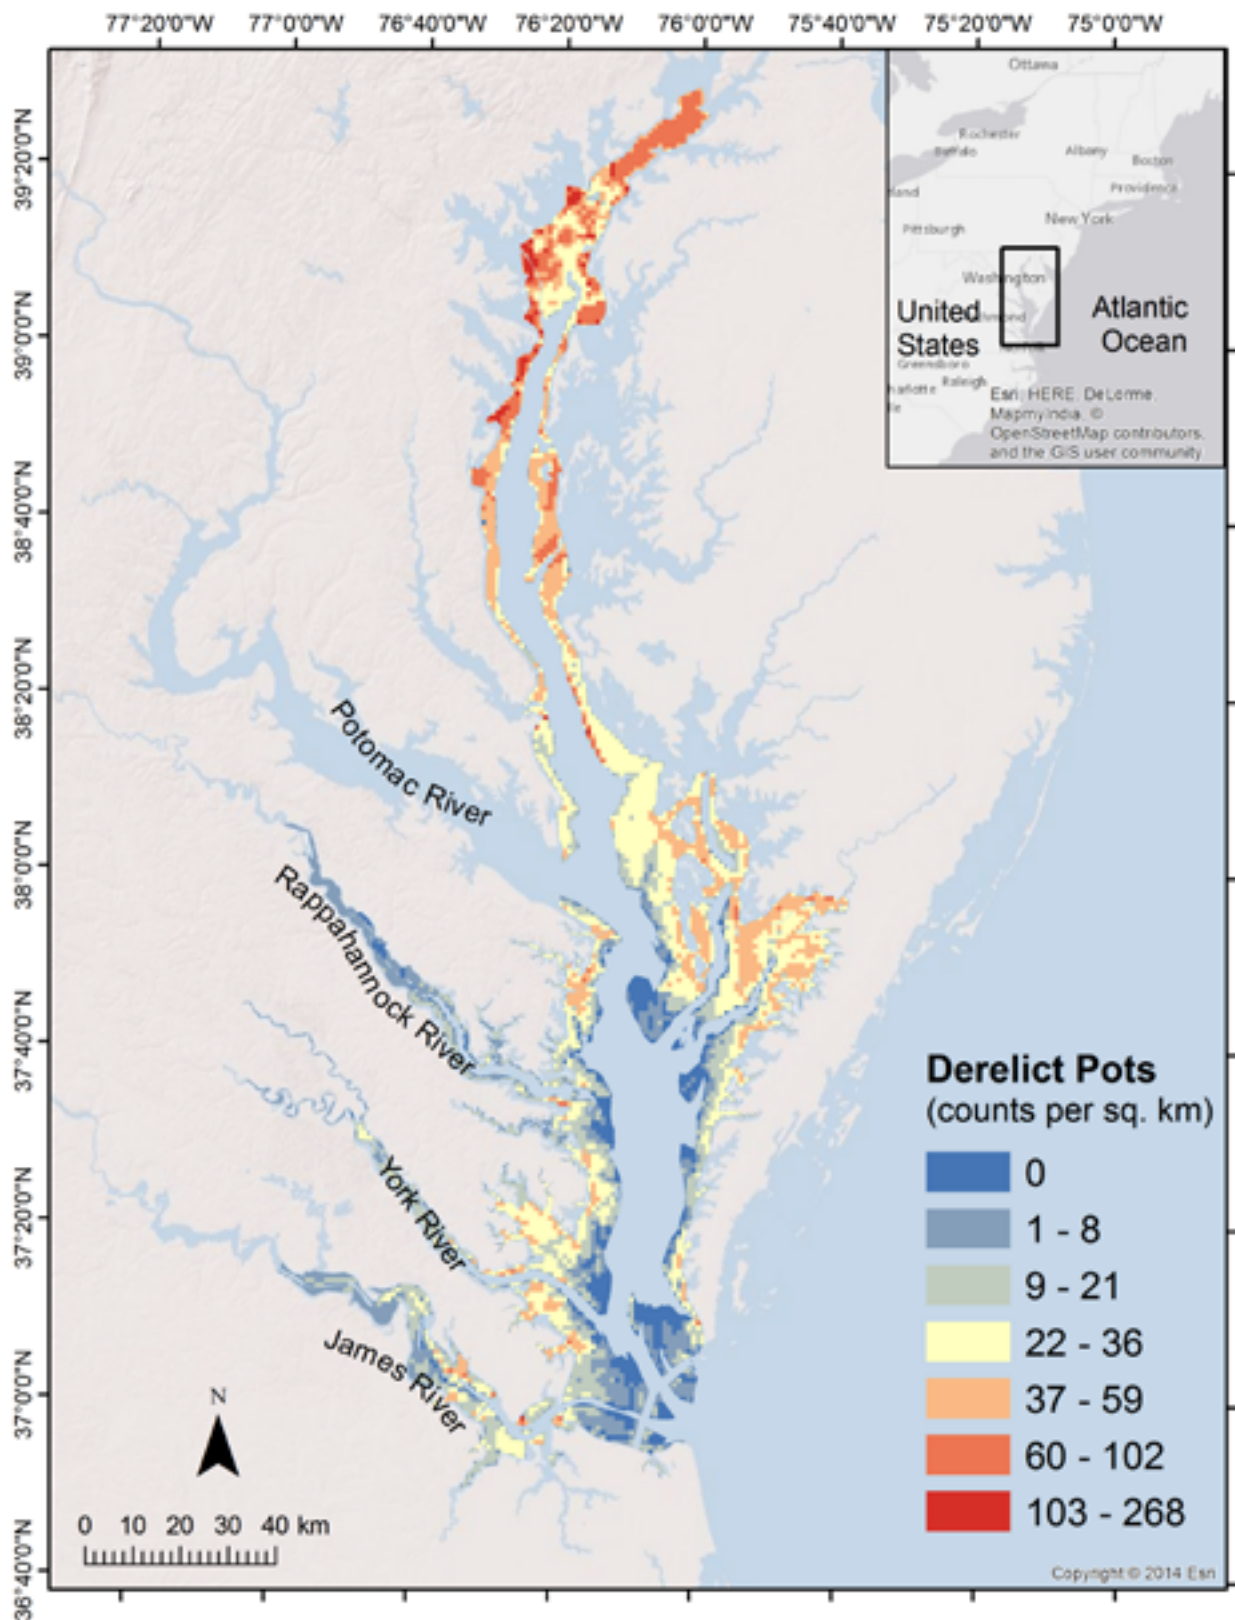 77°20'0"W 77°0'0"W 76°40'0"W 76°20'0"W 76°0'0"W 75°40'0"W 75°20'0"W 75°0'0"W
39°20'0"N
39°0'0"N
38°40'0"N
38°20'0"N
38°0'0"N
37°40'0"N
37°20'0"N
37°0'0"N
36°40'0"N
Ottawa
Rochester
Buffalo
Albany
Boston
Providence
land
New York
Pittsburgh
Washington
United
States
Atlantic
Ocean
Greensboro
Raleigh
harlotte
lle
Esri, HERE, DeLorme,
MapmyIndia, ©
OpenStreetMap contributors,
and the GIS user community
Potomac River
Rappahannock River
York River
James River
Derelict Pots
(counts per sq. km)
0
1 - 8
9 - 21
22 - 36
37 - 59
60 - 102
103 - 268
N
0 10 20 30 40 km
Copyright © 2014 Esri